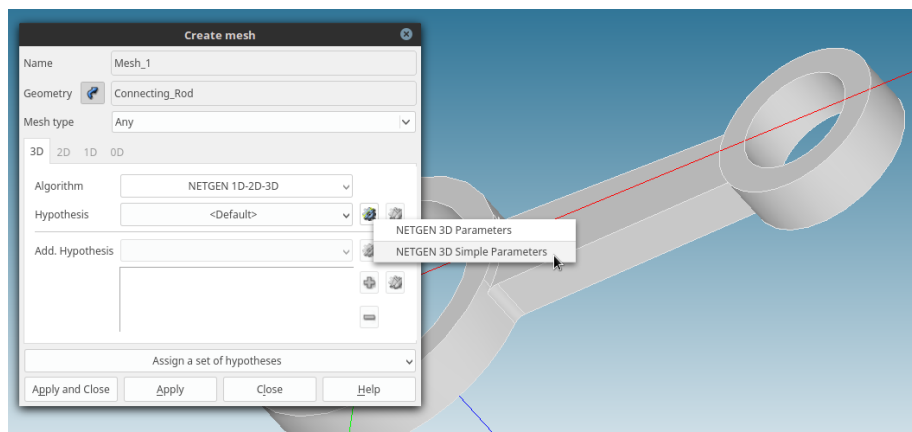 Create mesh
Name Mesh_1
Geometry Connecting_Rod
Mesh type Any
3D 2D 1D 0D
Algorithm NETGEN 1D-2D-3D
Hypothesis <Default>
NETGEN 3D Parameters
Add. Hypothesis NETGEN 3D Simple Parameters
Assign a set of hypotheses
Apply and Close Apply Close Help